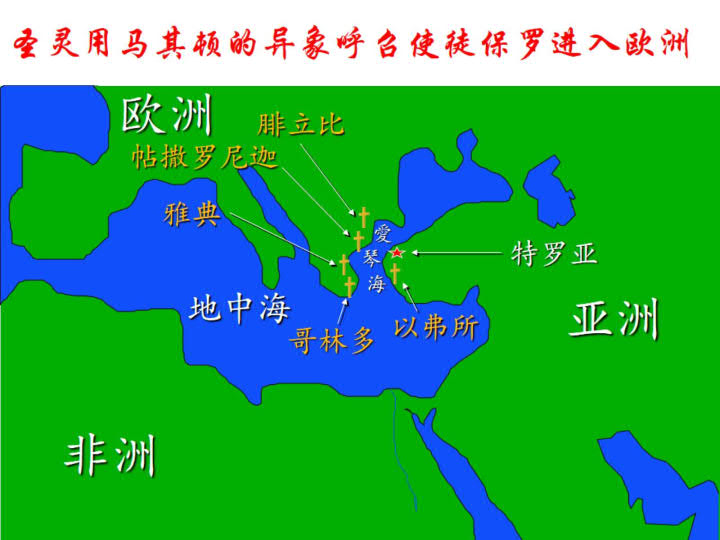 圣灵用马其顿的异象呼召使徒保罗进入欧洲
欧洲
腓立比
帖撒罗尼迦
雅典
愛
琴
海
特罗亚
地中海
哥林多
以弗所
亚洲
非洲